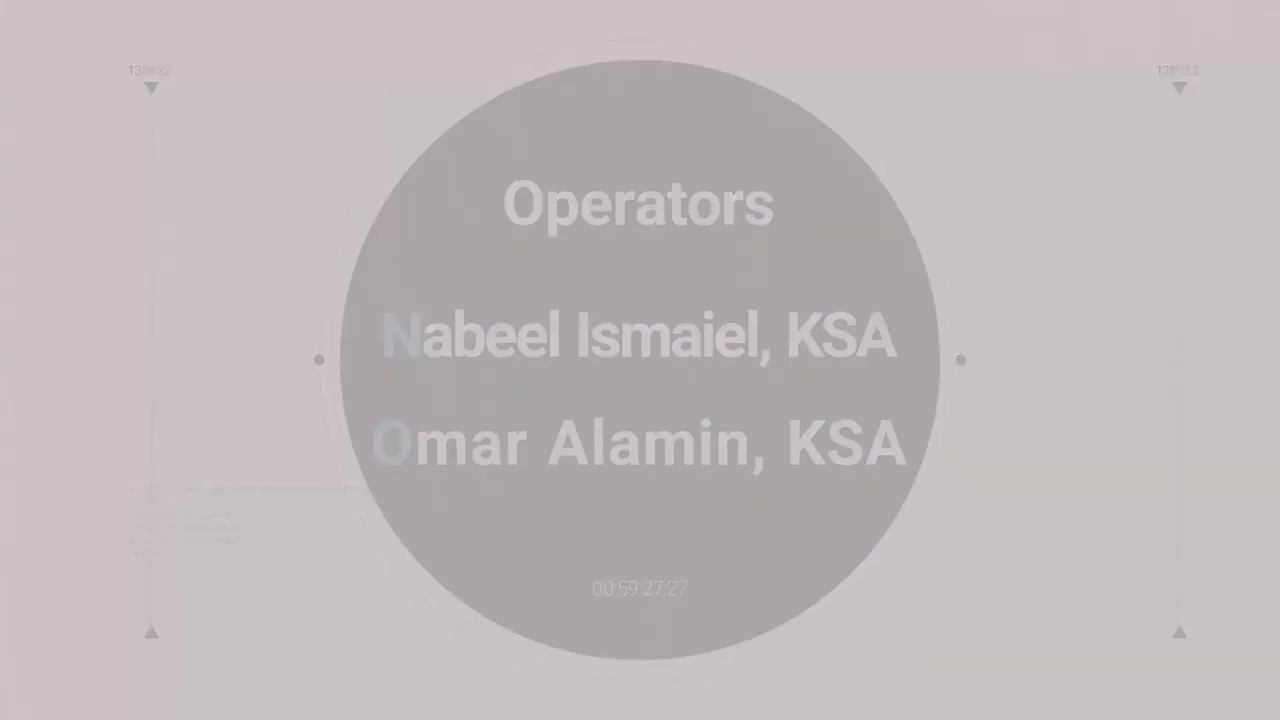 Operators
Nabeel Ismaiel, KSA
Omar Alamin, KSA
00:59:27:27